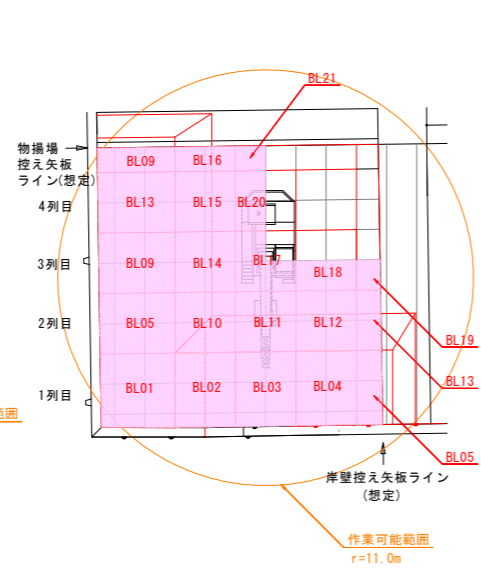 BL21
物揚場
控え矢板
ライン(想定)
BL09 BL16
4列目
BL13 BL15 BL20
3列目
BL09 BL14 BL17 BL18
2列目
BL05 BL10 BL11 BL12
BL19
BL13
1列目
BL01 BL02 BL03 BL04
範囲
BL05
岸壁控え矢板ライン
(想定)
作業可能範囲
r=11.0m